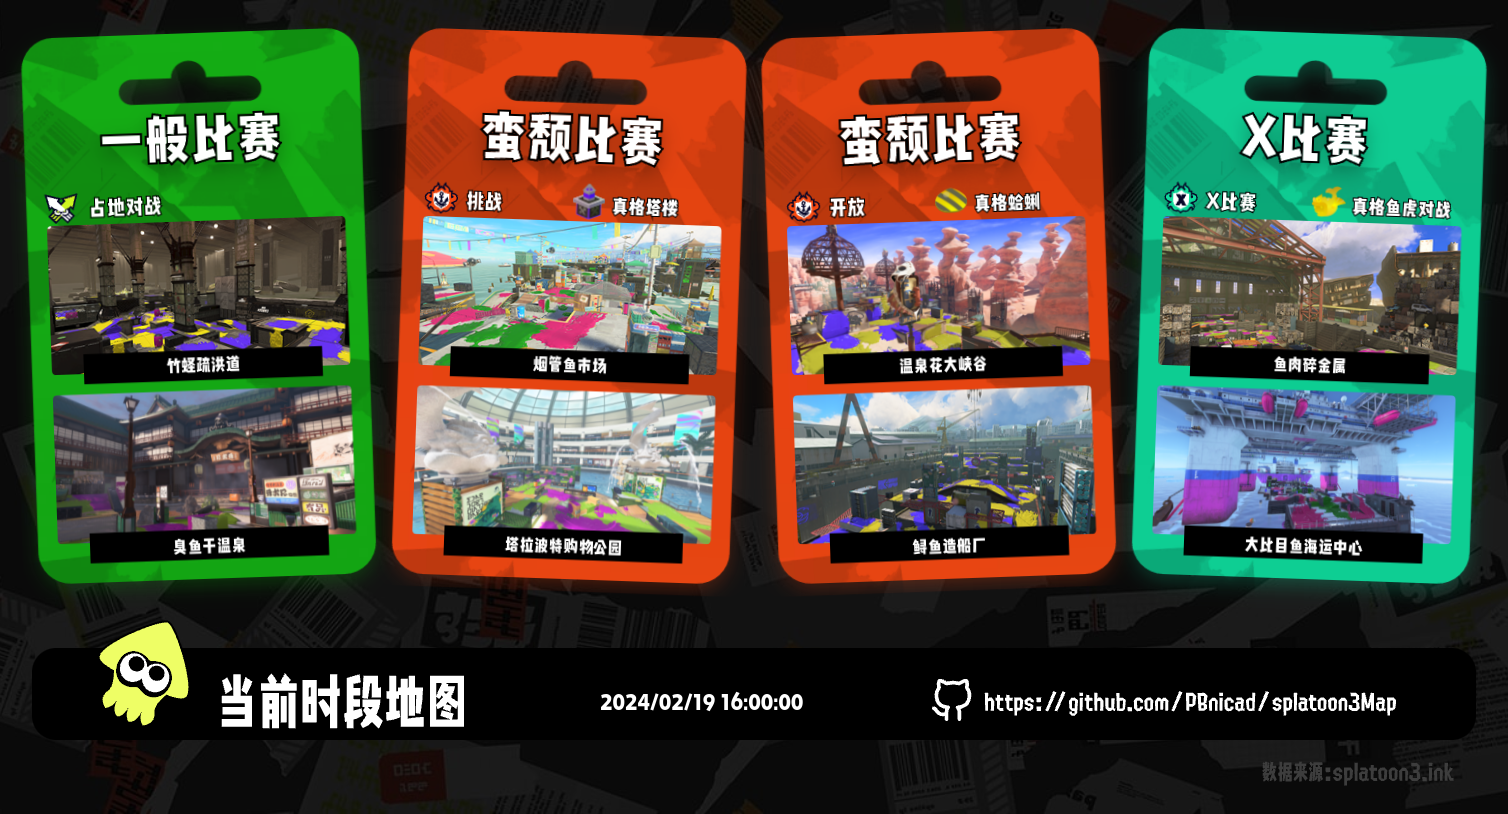 一般比赛
占地对战
竹蛏疏洪道
臭鱼干温泉
蛮颓比赛
挑战
真格塔楼
烟管鱼市场
塔拉波特购物公园
蛮颓比赛
开放
真格蛤蜊
温泉花大峡谷
鲟鱼造船厂
X比赛
X比赛
真格鱼虎对战
鱼肉碎金属
大比目鱼海运中心
当前时段地图
2024/02/19 16:00:00
https://github.com/PBnicad/splatoon3Map
数据来源:splatoon3.ink